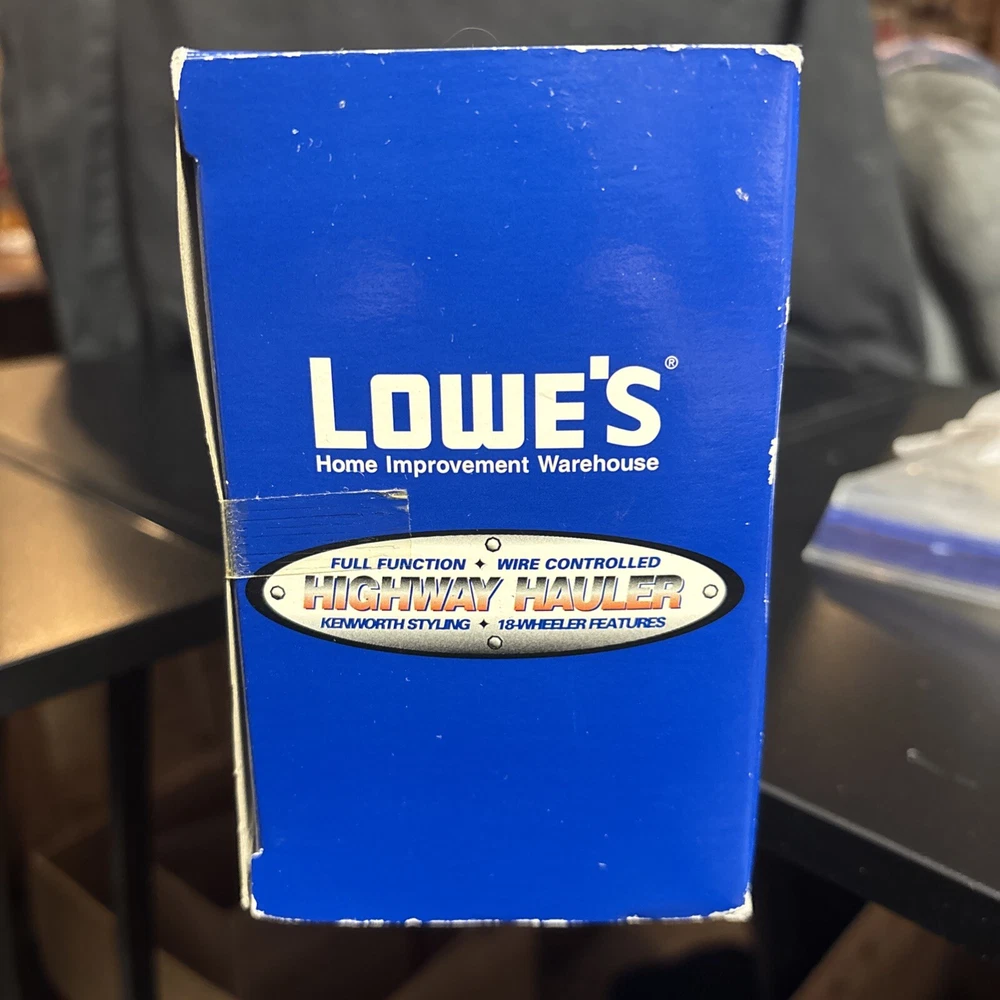 LOWE'S®
Home Improvement Warehouse
FULL FUNCTION ✦ WIRE CONTROLLED
HIGHWAY HAULER
KENWORTH STYLING ✦ 18-WHEELER FEATURES